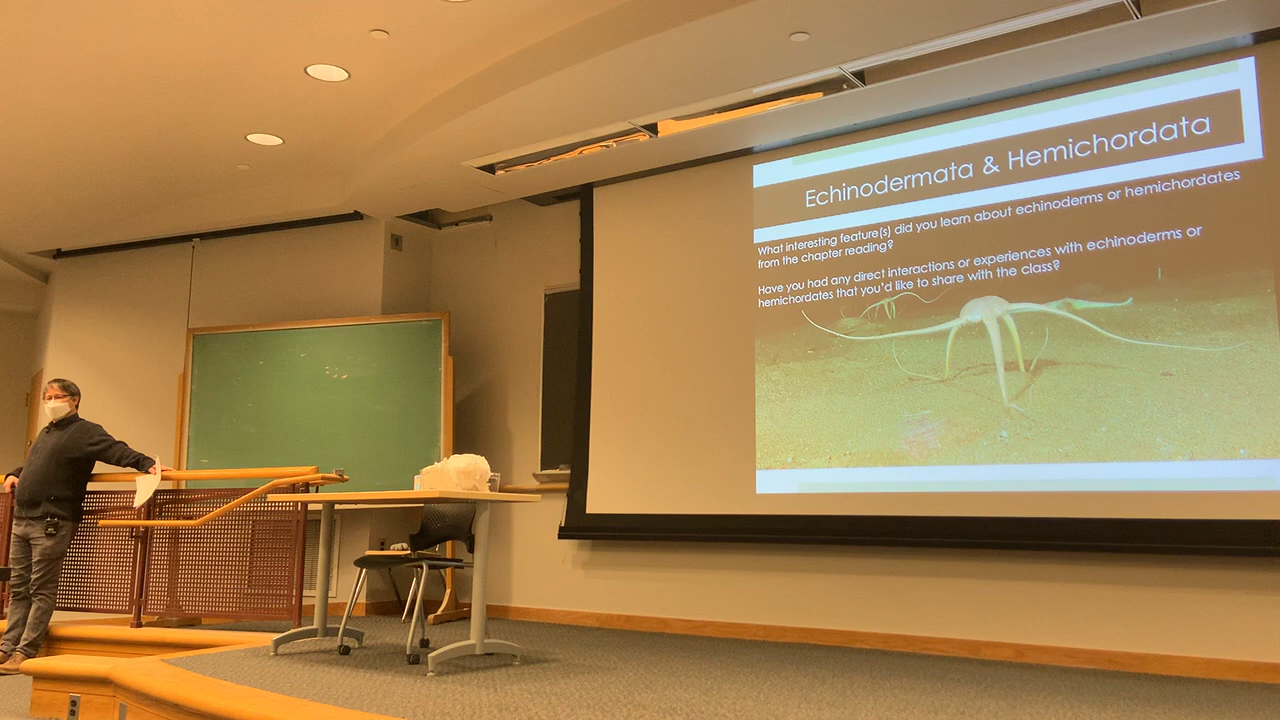 Echinodermata & Hemichordata
What interesting feature(s) did you learn about echinoderms or hemichordates
from the chapter reading?
Have you had any direct interactions or experiences with echinoderms or
hemichordates that you'd like to share with the class?